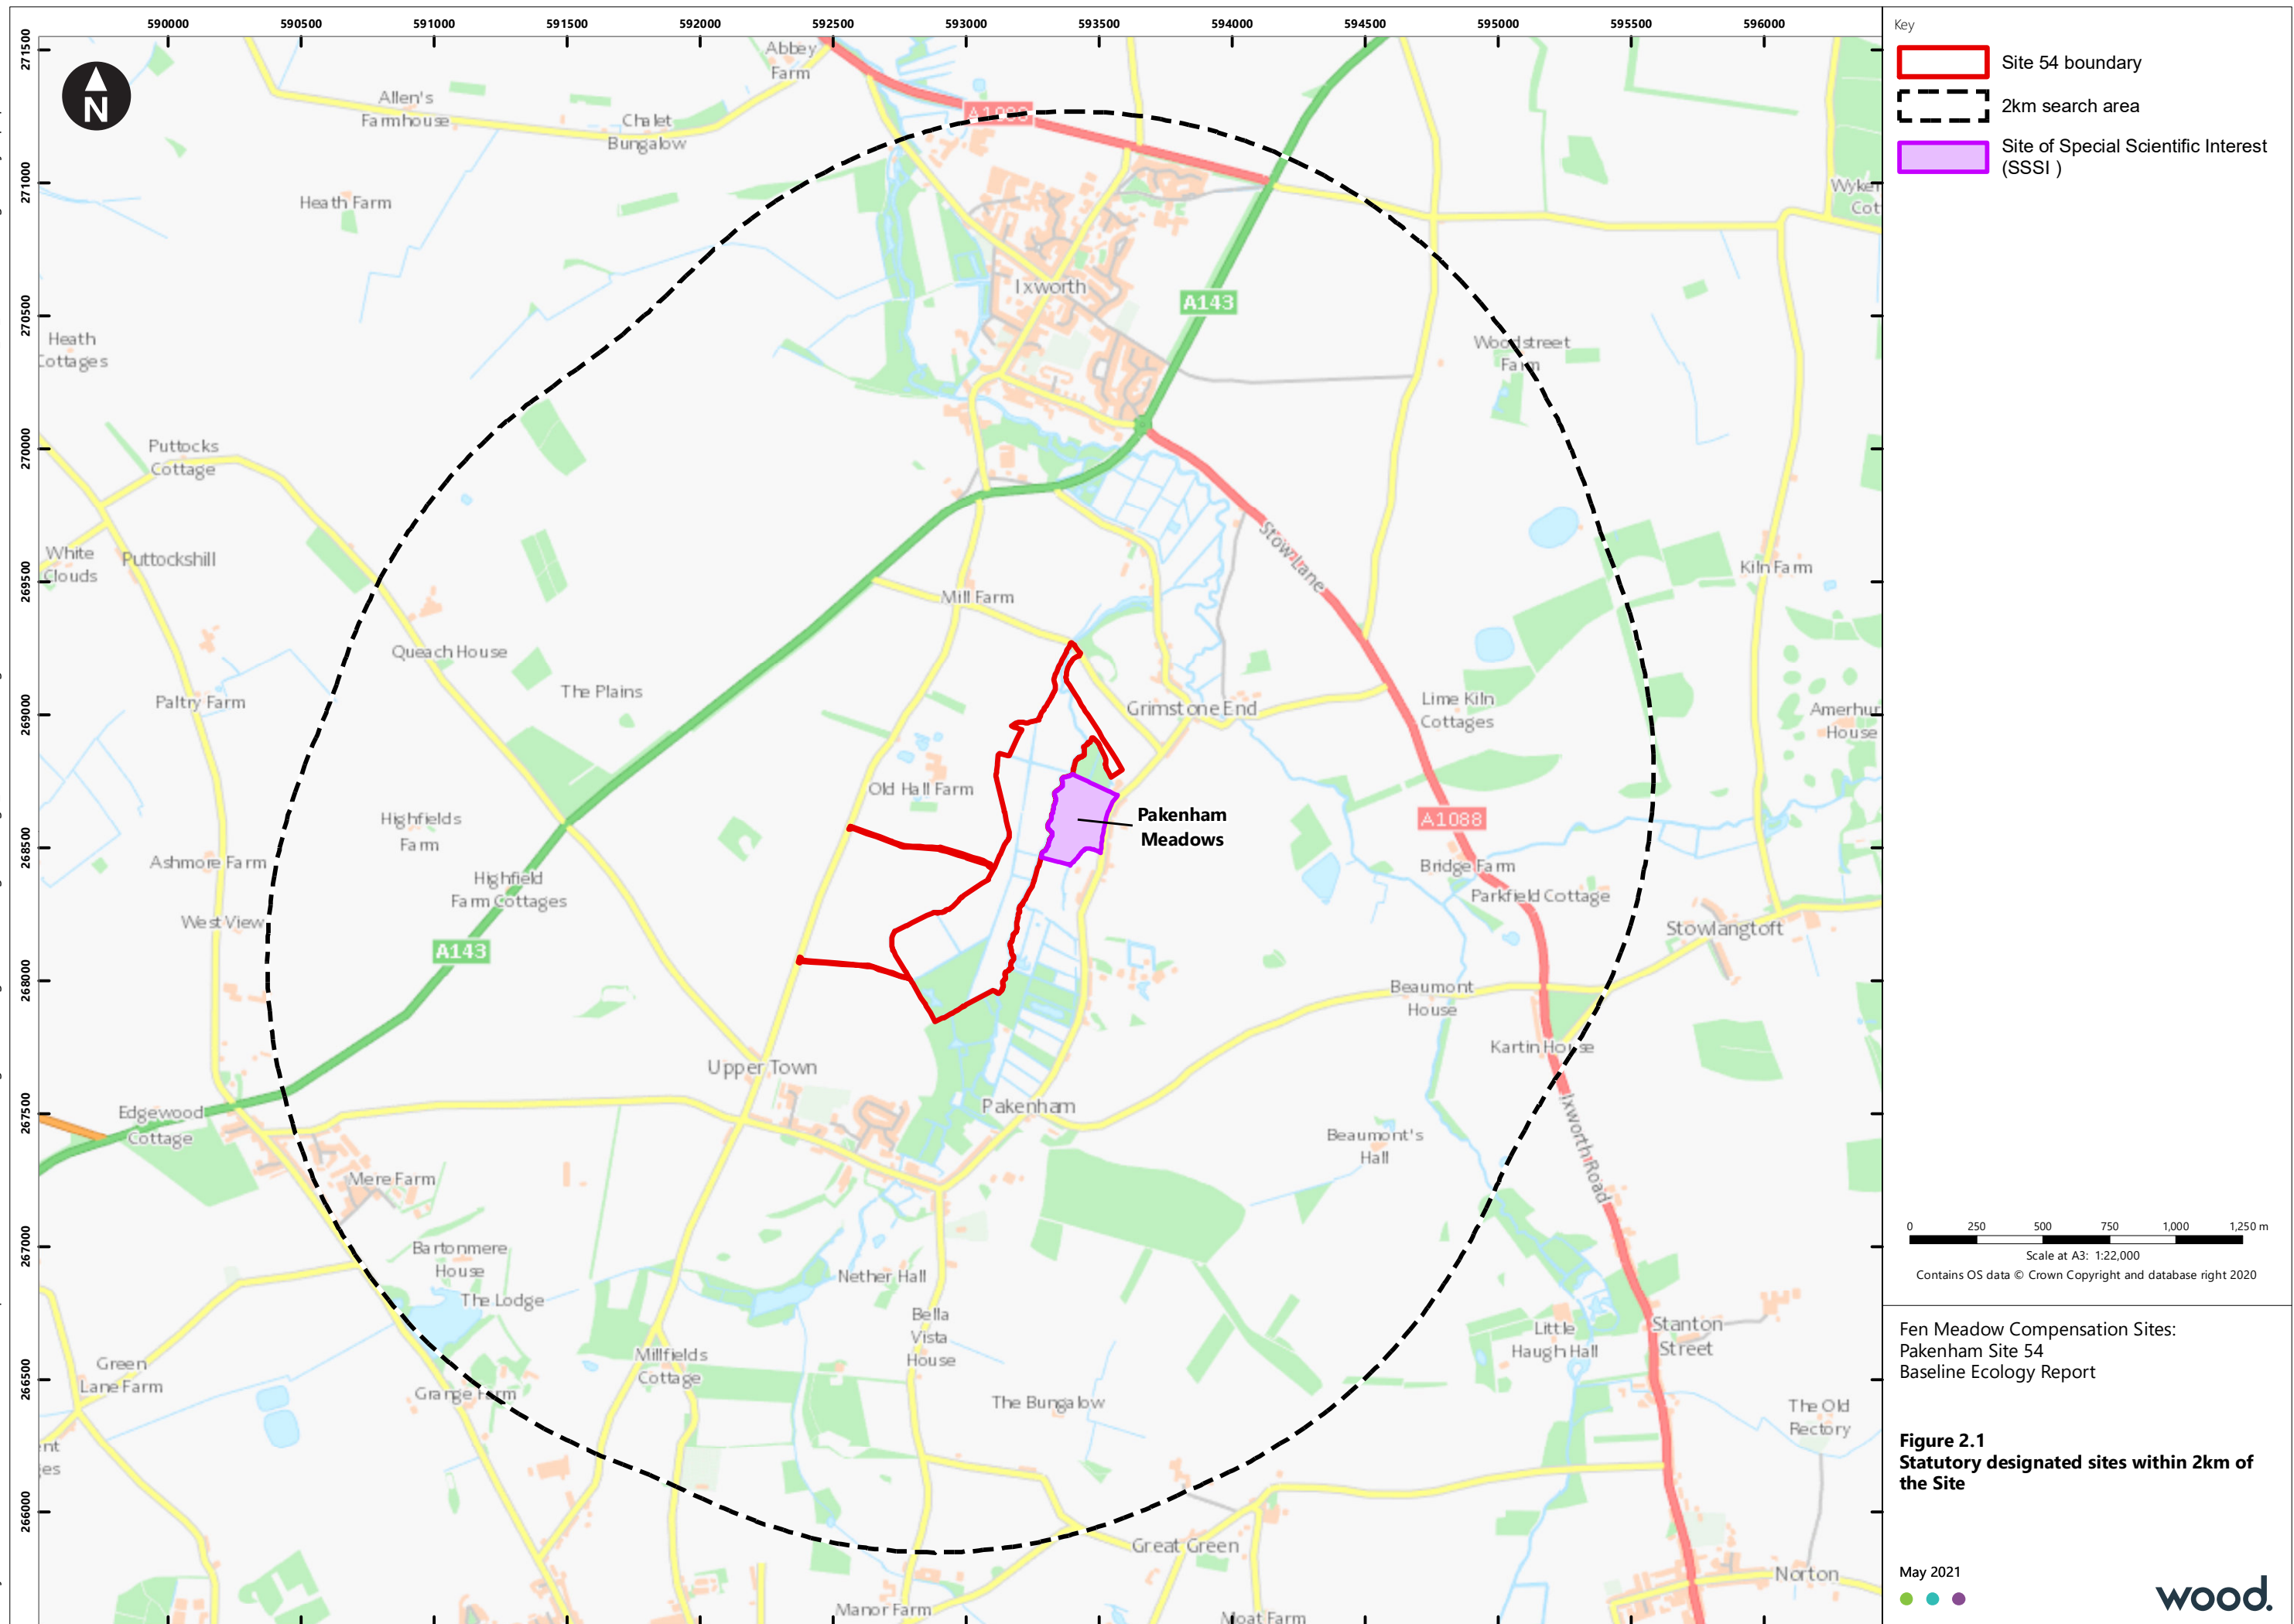 590000 590500 591000 591500 592000 592500 593000 593500 594000 594500 595000 595500 596000
271500
271000
270500
270000
269500
269000
268500
268000
267500
267000
266500
266000
N
Abbey
Farm
Allen's
Farmhouse
Chalet
Bungalow
Heath Farm
Heath
Cottages
Ixworth
A143
Woodstreet
Farm
Puttocks
Cottage
White
Clouds
Puttockshill
Stow Lane
Kiln Farm
Mill Farm
Queach House
The Plains
Paltry Farm
Grimstone End
Lime Kiln
Cottages
House
Old Hall Farm
Highfields
Farm
Pakenham
Meadows
A1088
Ashmore Farm
Highfield
Farm Cottages
Bridge Farm
Parkfield Cottage
West View
Stowlangtoft
A143
Beaumont
House
Kartin House
Upper Town
Pakenham
Edgewood
Cottage
Beaumont's
Hall
Ixworth Road
Mere Farm
Bartonmere
House
The Lodge
Nether Hall
Bella
Vista
House
Little
Haugh Hall
Stanton
Street
Green
Lane Farm
Millfields
Cottage
Grange Farm
The Bungalow
The Old
Rectory
Great Green
Norton
Manor Farm
Moat Farm
Key
Site 54 boundary
2km search area
Site of Special Scientific Interest
(SSSI )
0 250 500 750 1,000 1,250 m
Scale at A3: 1:22,000
Contains OS data © Crown Copyright and database right 2020
Fen Meadow Compensation Sites:
Pakenham Site 54
Baseline Ecology Report
Figure 2.1
Statutory designated sites within 2km of
the Site
May 2021
wood.